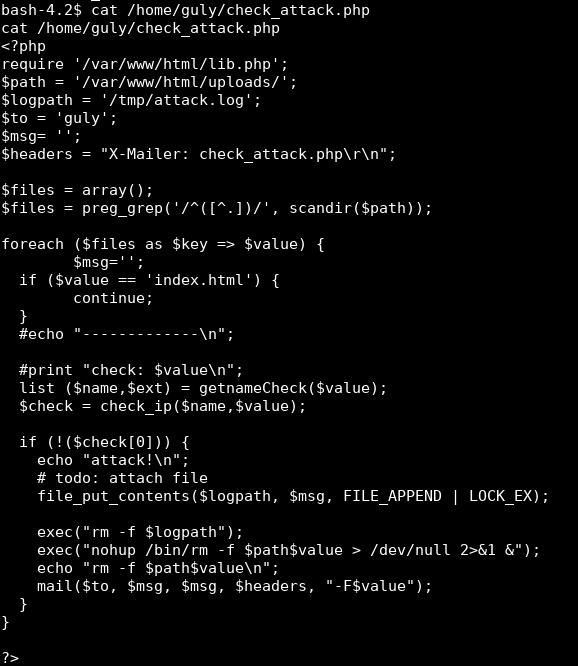 bash-4.2$ cat /home/guly/check_attack.php
cat /home/guly/check_attack.php
<?php
require '/var/www/html/lib.php';
$path = '/var/www/html/uploads/';
$logpath = '/tmp/attack.log';
$to = 'guly';
$msg= '';
$headers = "X-Mailer: check_attack.php\r\n";

$files = array();
$files = preg_grep('/^([^.])/', scandir($path));

foreach ($files as $key => $value) {
        $msg='';
  if ($value == 'index.html') {
        continue;
  }
  #echo "-------------\n";

  #print "check: $value\n";
  list ($name,$ext) = getnameCheck($value);
  $check = check_ip($name,$value);

  if (!($check[0])) {
    echo "attack!\n";
    # todo: attach file
    file_put_contents($logpath, $msg, FILE_APPEND | LOCK_EX);

    exec("rm -f $logpath");
    exec("nohup /bin/rm -f $path$value > /dev/null 2>&1 &");
    echo "rm -f $path$value\n";
    mail($to, $msg, $msg, $headers, "-F$value");
  }
}

?>